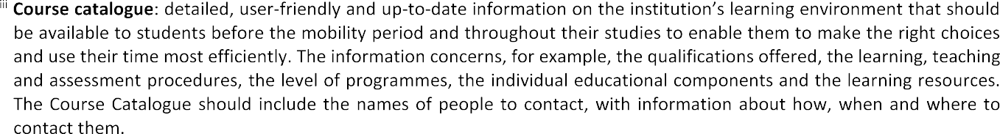 iii Course catalogue: detailed, user-friendly and up-to-date information on the institution’s learning environment that should
be available to students before the mobility period and throughout their studies to enable them to make the right choices
and use their time most efficiently. The information concerns, for example, the qualifications offered, the learning, teaching
and assessment procedures, the level of programmes, the individual educational components and the learning resources.
The Course Catalogue should include the names of people to contact, with information about how, when and where to
contact them.